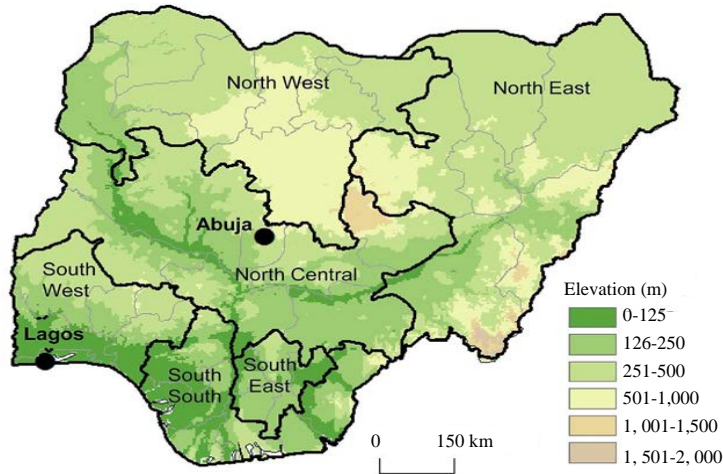 North West
North East
Abuja
North Central
South
West
Lagos
South
South
South
East
Elevation (m)
0-125
126-250
251-500
501-1,000
1, 001-1,500
1, 501-2, 000
0 150 km